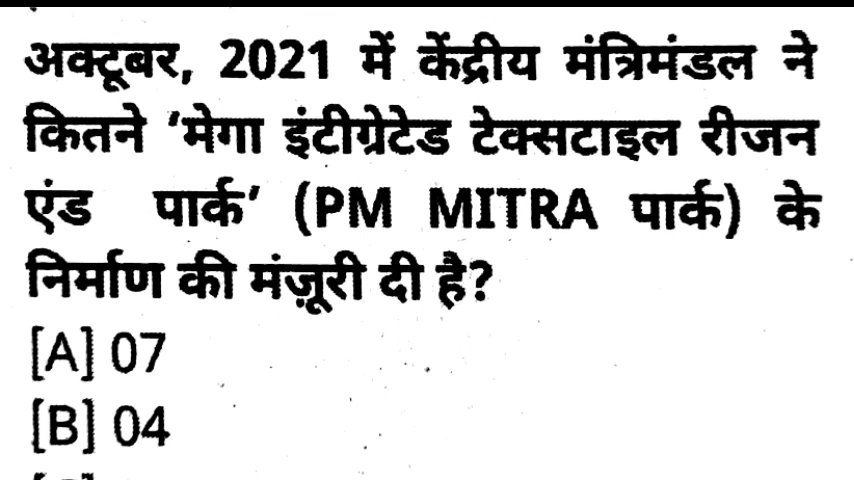 अक्टूबर, 2021 में केंद्रीय मंत्रिमंडल ने
कितने ‘मेगा इंटीग्रेटेड टेक्सटाइल रीजन
एंड पार्क’ (PM MITRA पार्क) के
निर्माण की मंज़ूरी दी है?
[A] 07
[B] 04